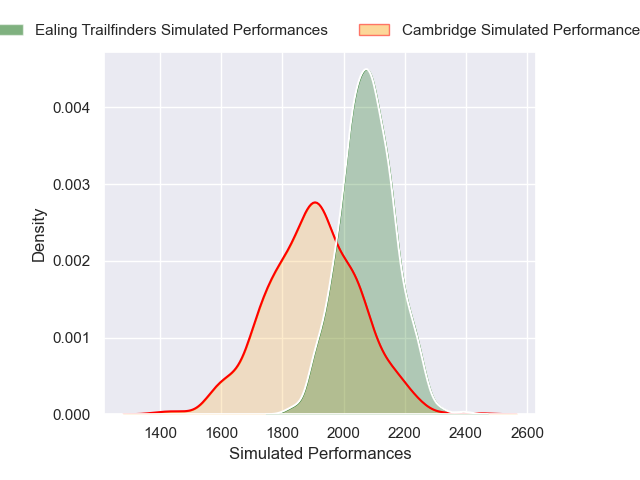 Ealing Trailfinders Simulated Performances
Cambridge Simulated Performance
0.004
0.003
0.002
0.001
0.000
Density
1400 1600 1800 2000 2200 2400 2600
Simulated Performances